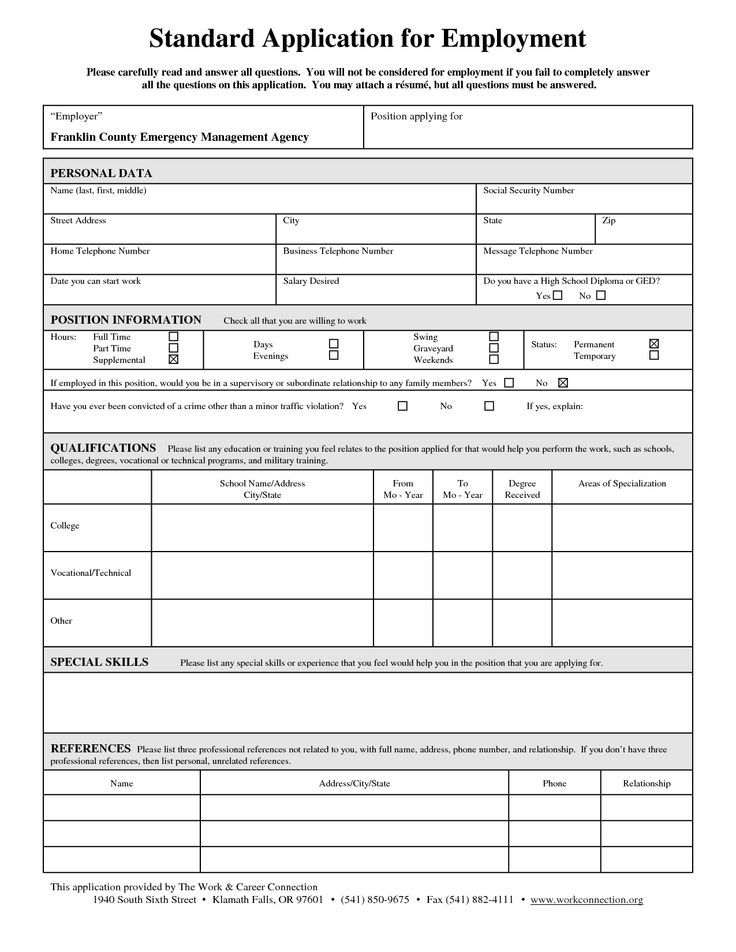 Standard Application for Employment
Please carefully read and answer all questions. You will not be considered for employment if you fail to completely answer
all the questions on this application. You may attach a résumé, but all questions must be answered.
“Employer”
Position applying for
Franklin County Emergency Management Agency
PERSONAL DATA
Name (last, first, middle)
Social Security Number
Street Address
City
State
Zip
Home Telephone Number
Business Telephone Number
Message Telephone Number
Date you can start work
Salary Desired
Do you have a High School Diploma or GED?
Yes ☐ No ☐
POSITION INFORMATION Check all that you are willing to work
Hours: Full Time ☐
Part Time ☐
Supplemental ☒
Days ☐
Evenings ☐
Swing ☐
Graveyard ☐
Weekends ☐
Status: Permanent ☒
Temporary ☐
If employed in this position, would you be in a supervisory or subordinate relationship to any family members? Yes ☐ No ☒
Have you ever been convicted of a crime other than a minor traffic violation? Yes ☐ No ☐ If yes, explain:
QUALIFICATIONS Please list any education or training you feel relates to the position applied for that would help you perform the work, such as schools,
colleges, degrees, vocational or technical programs, and military training.
School Name/Address
City/State
From
Mo - Year
To
Mo - Year
Degree
Received
Areas of Specialization
College
Vocational/Technical
Other
SPECIAL SKILLS Please list any special skills or experience that you feel would help you in the position that you are applying for.
REFERENCES Please list three professional references not related to you, with full name, address, phone number, and relationship. If you don’t have three
professional references, then list personal, unrelated references.
Name
Address/City/State
Phone
Relationship
This application provided by The Work & Career Connection
1940 South Sixth Street • Klamath Falls, OR 97601 • (541) 850-9675 • Fax (541) 882-4111 • www.workconnection.org